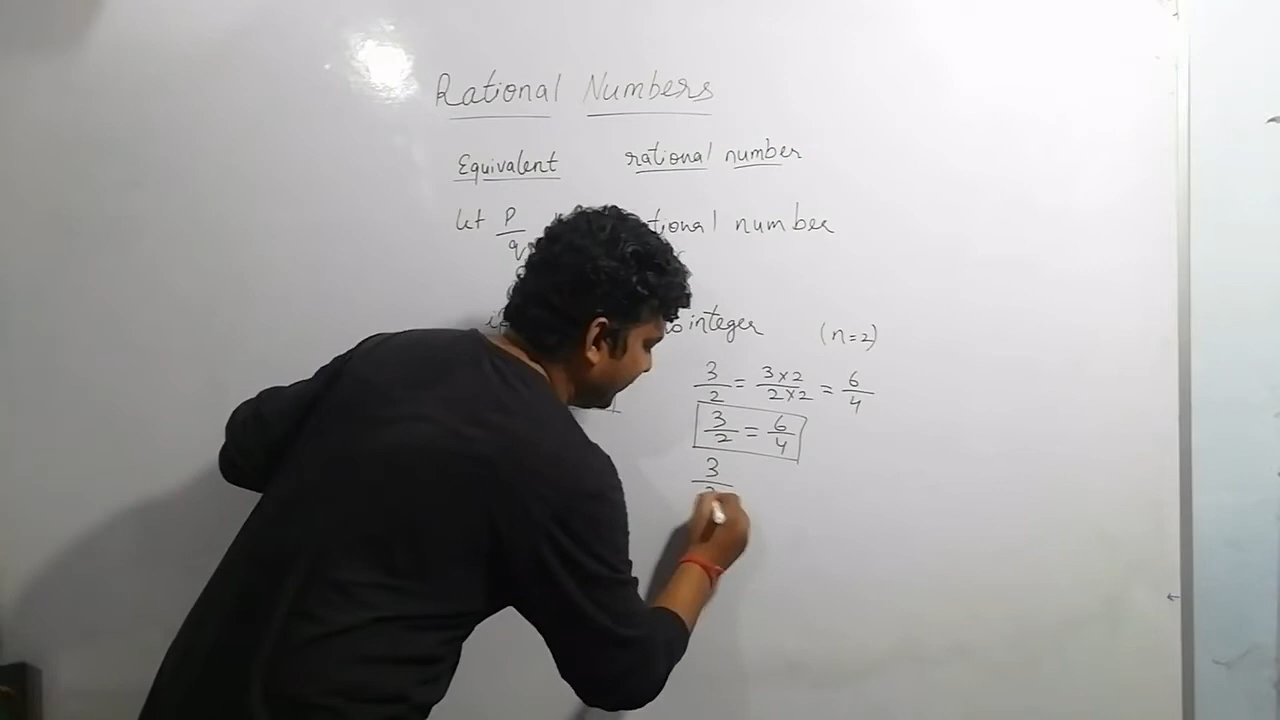 Rational Numbers
Equivalent rational number
let p/q number
integer (n=2)
3/2 = 3×2/2×2 = 6/4
3/2 = 6/4
3